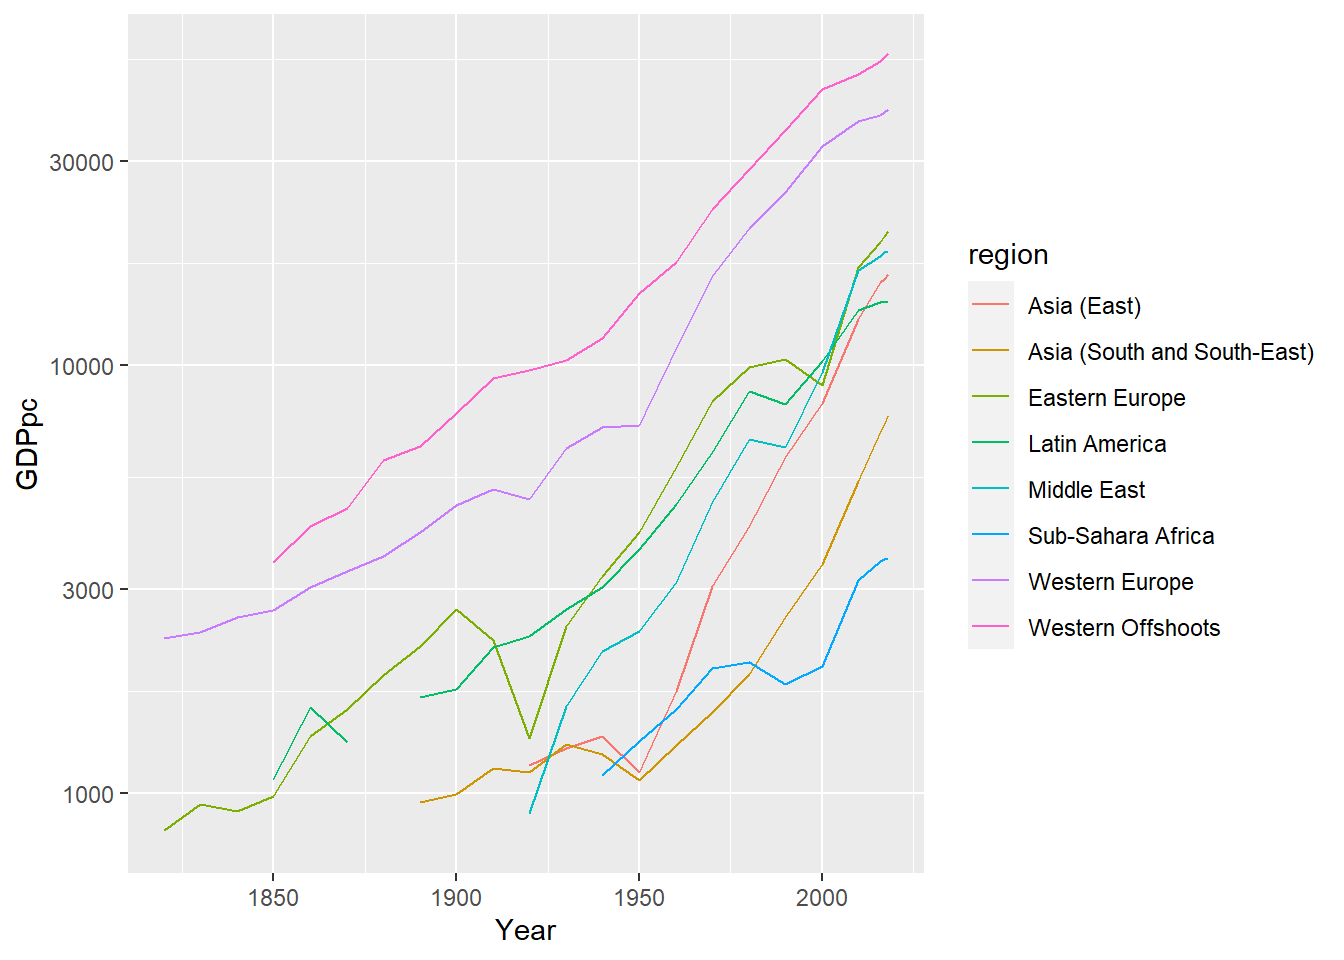 GDPpc
30000
10000
3000
1000
1850 1900 1950 2000
Year
region
Asia (East)
Asia (South and South-East)
Eastern Europe
Latin America
Middle East
Sub-Sahara Africa
Western Europe
Western Offshoots